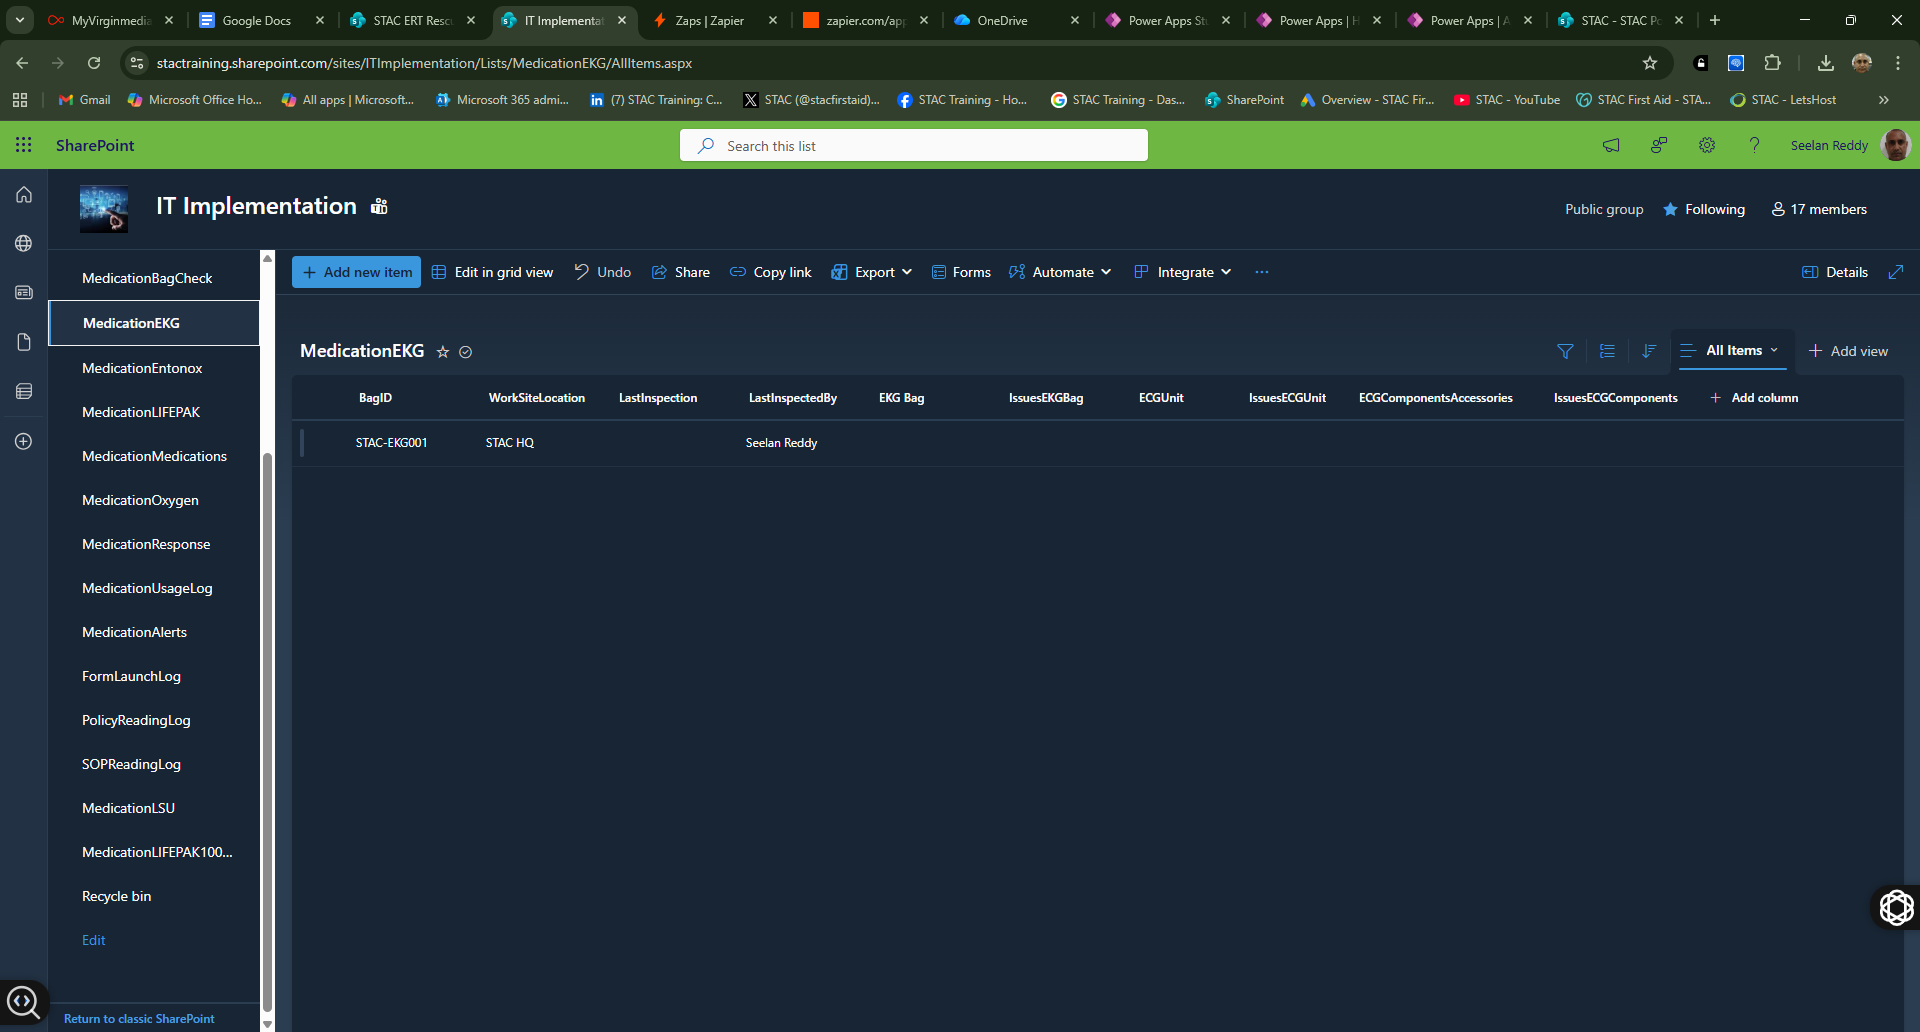 MyVirginmedia
Google Docs
STAC ERT Rescu
IT Implementat
Zaps | Zapier
zapier.com/app
OneDrive
Power Apps Stu
Power Apps | H
Power Apps | A
STAC - STAC Po
stactraining.sharepoint.com/sites/ITImplementation/Lists/MedicationEKG/AllItems.aspx
Gmail
Microsoft Office Ho...
All apps | Microsoft...
Microsoft 365 admi...
(7) STAC Training: C...
STAC (@stacfirstaid)...
STAC Training - Ho...
STAC Training - Das...
SharePoint
Overview - STAC Fir...
STAC - YouTube
STAC First Aid - STA...
STAC - LetsHost
SharePoint
Search this list
Seelan Reddy
IT Implementation
Public group
Following
17 members
MedicationBagCheck
MedicationEKG
MedicationEntonox
MedicationLIFEPAK
MedicationMedications
MedicationOxygen
MedicationResponse
MedicationUsageLog
MedicationAlerts
FormLaunchLog
PolicyReadingLog
SOPReadingLog
MedicationLSU
MedicationLIFEPAK100...
Recycle bin
Edit
Return to classic SharePoint
Add new item
Edit in grid view
Undo
Share
Copy link
Export
Forms
Automate
Integrate
Details
MedicationEKG
All Items
Add view
BagID
WorkSiteLocation
LastInspection
LastInspectedBy
EKG Bag
IssuesEKGBag
ECGUnit
IssuesECGUnit
ECGComponentsAccessories
IssuesECGComponents
Add column
STAC-EKG001
STAC HQ
Seelan Reddy